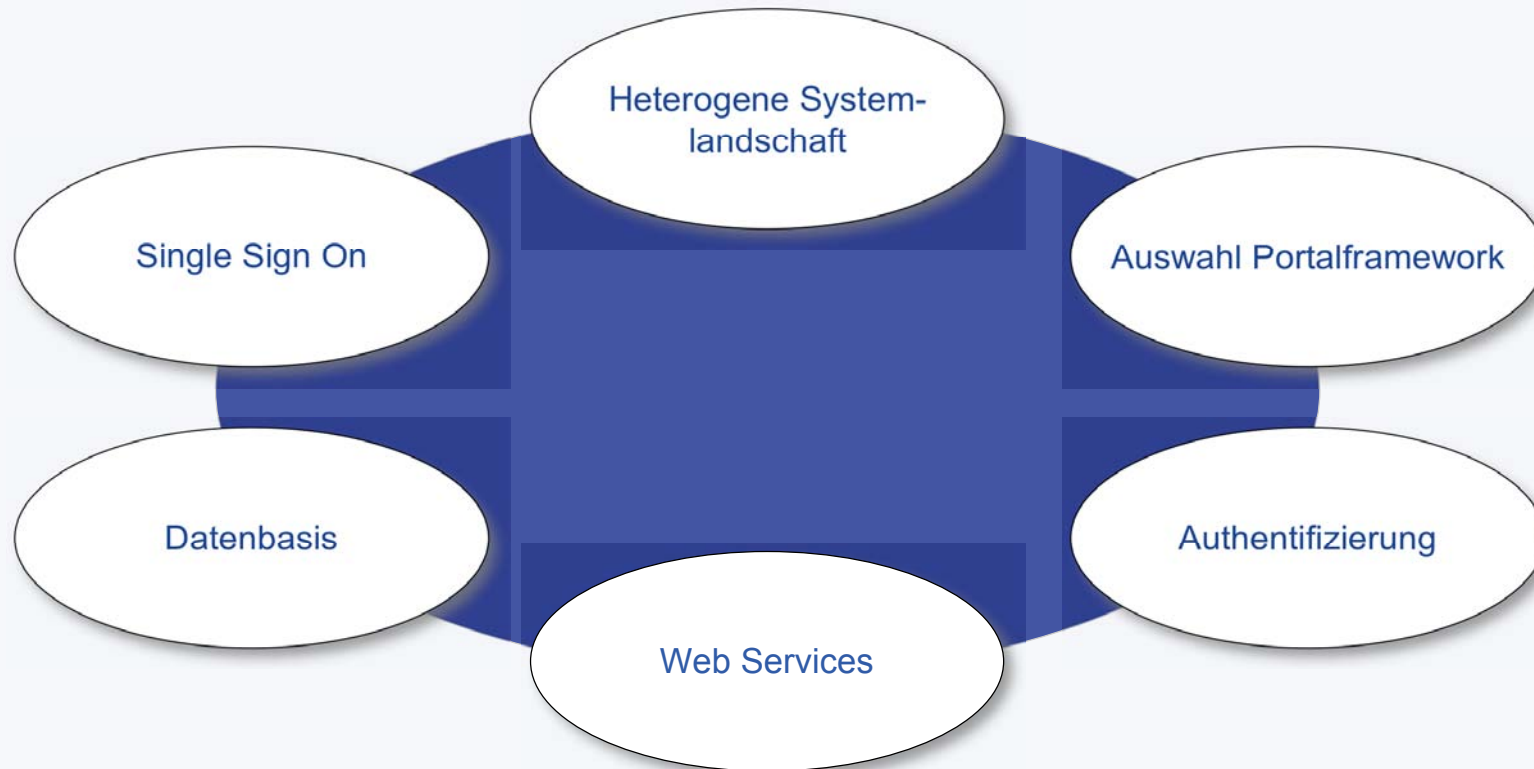 Heterogene System-
landschaft
Single Sign On
Auswahl Portalframework
Datenbasis
Authentifizierung
Web Services